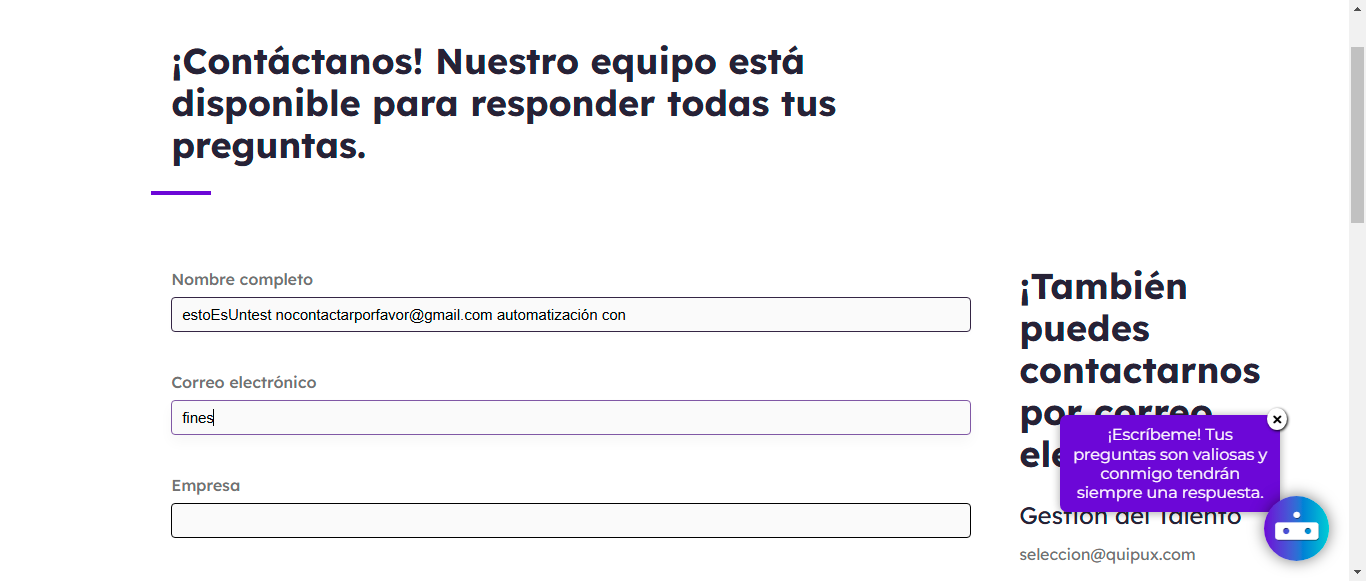 ¡Contáctanos! Nuestro equipo está
disponible para responder todas tus
preguntas.
Nombre completo
estoEsUntest nocontactarporfavor@gmail.com automatización con
Correo electrónico
fines
Empresa
¡También
puedes
contactarnos
por correo
¡Escríbeme! Tus
preguntas son valiosas y
conmigo tendrán
siempre una respuesta.
Gestión del Talento
seleccion@quipux.com